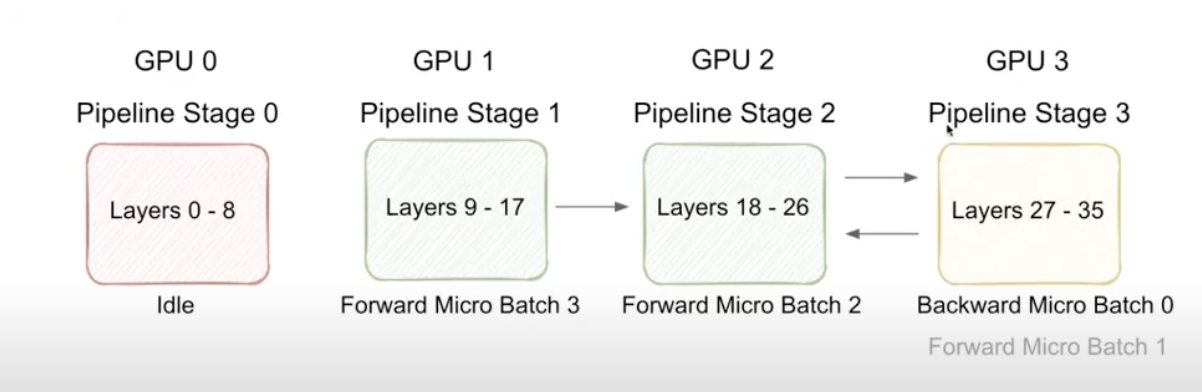 GPU 0
GPU 1
GPU 2
GPU 3
Pipeline Stage 0
Pipeline Stage 1
Pipeline Stage 2
Pipeline Stage 3
Layers 0 - 8
Layers 9 - 17
Layers 18 - 26
Layers 27 - 35
Idle
Forward Micro Batch 3
Forward Micro Batch 2
Backward Micro Batch 0
Forward Micro Batch 1